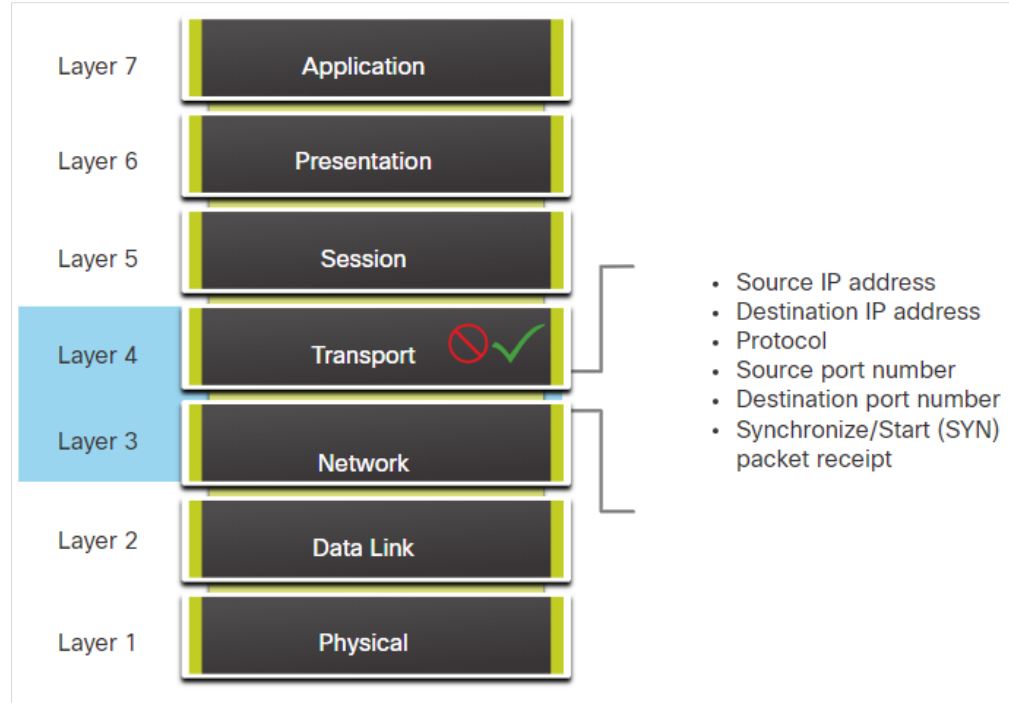 Layer 7
Application
Layer 6
Presentation
Layer 5
Session
Layer 4
Transport
Layer 3
Network
Layer 2
Data Link
Layer 1
Physical
• Source IP address
• Destination IP address
• Protocol
• Source port number
• Destination port number
• Synchronize/Start (SYN)
packet receipt